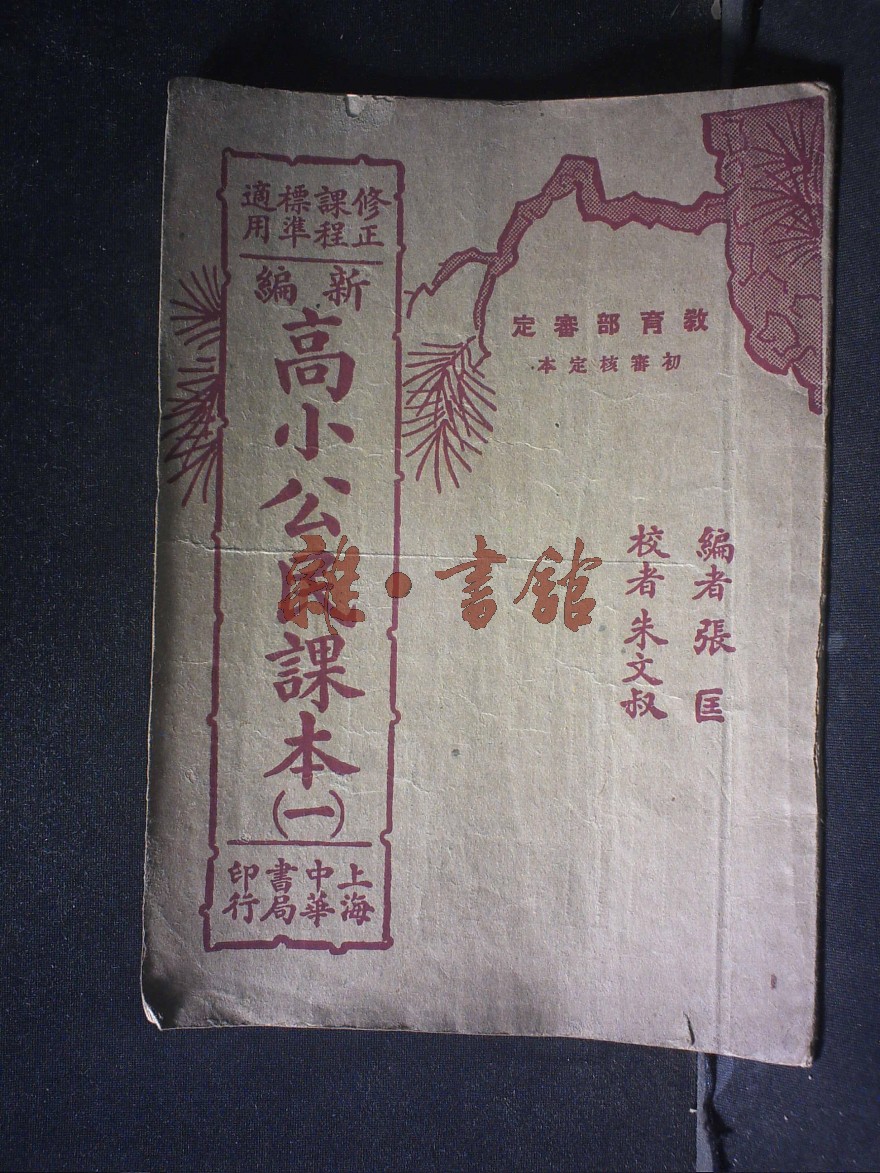 教育部審定
初審核定本
編者 張匡
校者 朱文叔
修正課程標準適用
新編
高小公民課本(一)
上海中華書局印行
雜·書館